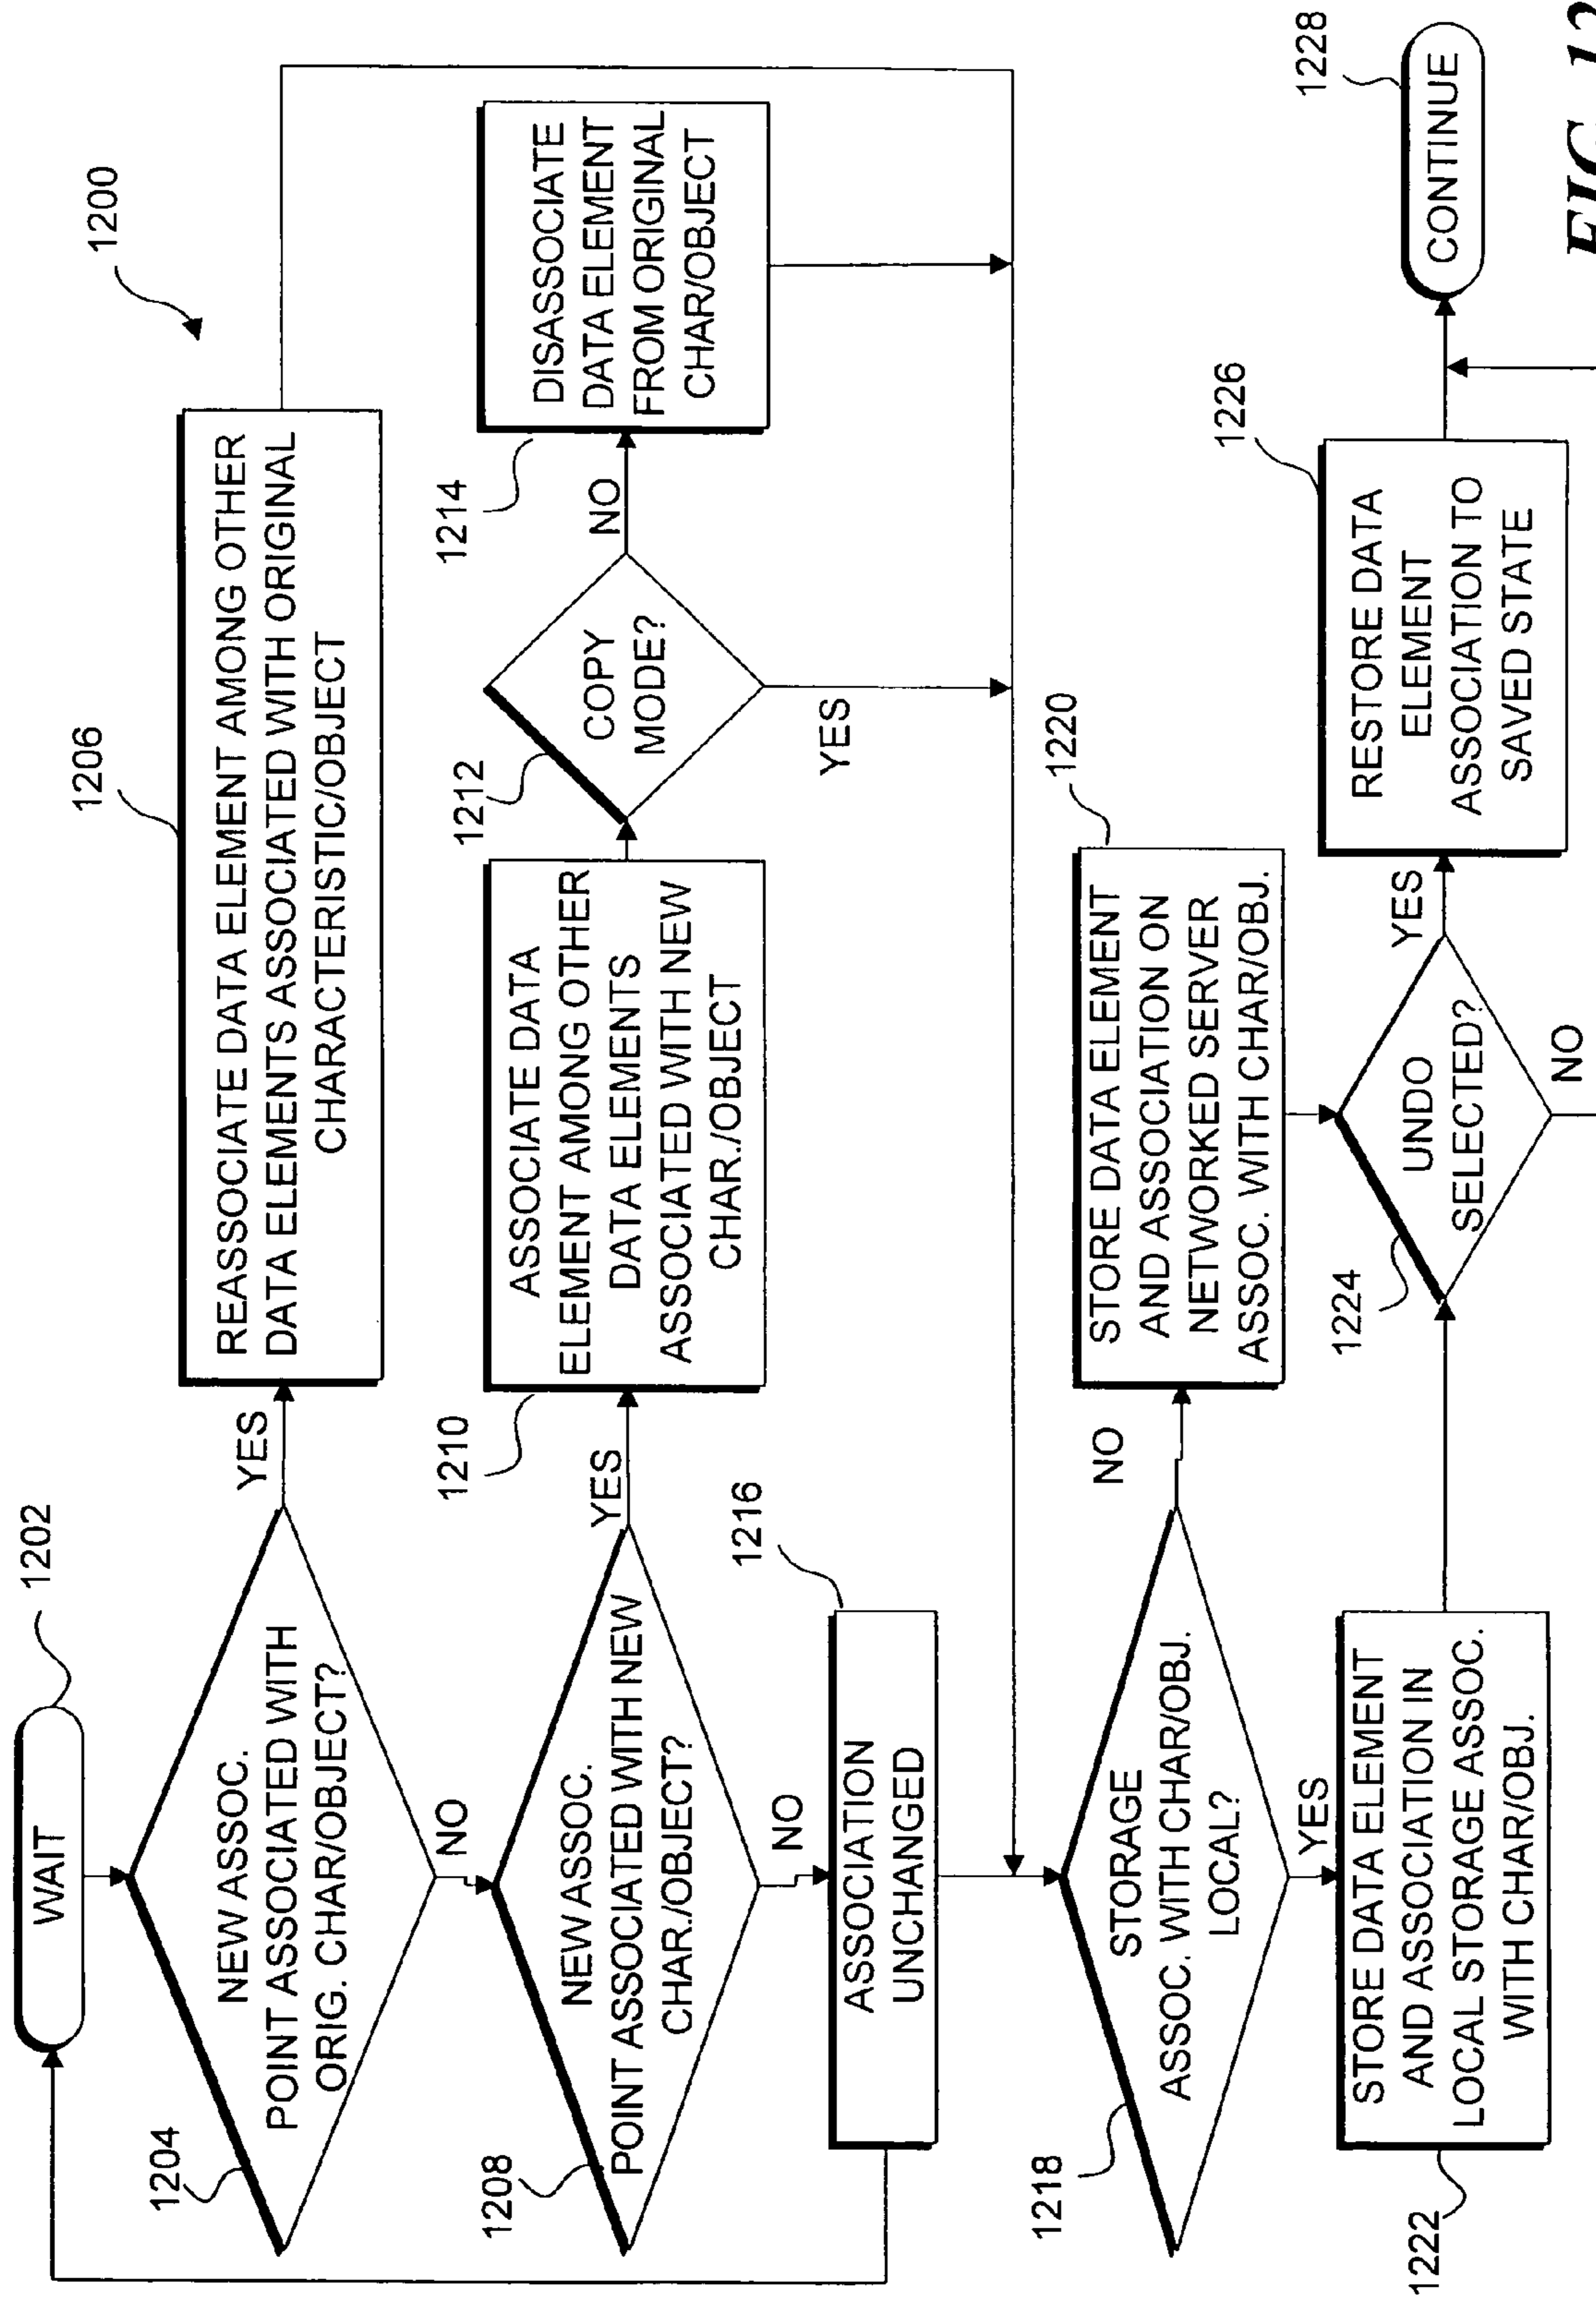 1200
1202
WAIT
1204
NEW ASSOC.
POINT ASSOCIATED WITH
ORIG. CHAR/OBJECT?
YES
NO
1206
REASSOCIATE DATA ELEMENT AMONG OTHER
DATA ELEMENTS ASSOCIATED WITH ORIGINAL
CHARACTERISTIC/OBJECT
1208
NEW ASSOC.
POINT ASSOCIATED WITH NEW
CHAR./OBJECT?
YES
NO
1210
ASSOCIATE DATA
ELEMENT AMONG OTHER
DATA ELEMENTS
ASSOCIATED WITH NEW
CHAR./OBJECT
1212
COPY
MODE?
NO
YES
1214
DISASSOCIATE
DATA ELEMENT
FROM ORIGINAL
CHAR/OBJECT
1216
ASSOCIATION
UNCHANGED
1218
STORAGE
ASSOC. WITH CHAR/OBJ.
LOCAL?
NO
YES
1220
STORE DATA ELEMENT
AND ASSOCIATION ON
NETWORKED SERVER
ASSOC. WITH CHAR/OBJ.
1222
STORE DATA ELEMENT
AND ASSOCIATION IN
LOCAL STORAGE ASSOC.
WITH CHAR/OBJ.
1224
UNDO
SELECTED?
YES
NO
1226
RESTORE DATA
ELEMENT
ASSOCIATION TO
SAVED STATE
1228
CONTINUE
FIG. 12